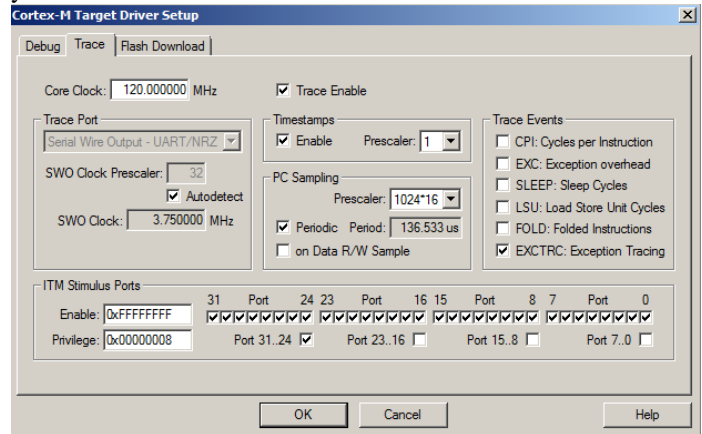 Cortex-M Target Driver Setup
Debug Trace Flash Download
Core Clock: 120.000000 MHz Trace Enable
Trace Port
Serial Wire Output - UART/NRZ
SWO Clock Prescaler: 32
Autodetect
SWO Clock: 3.750000 MHz
Timestamps
Enable Prescaler: 1
PC Sampling
Prescaler: 1024*16
Periodic Period: 136.533 us
on Data R/W Sample
Trace Events
CPI: Cycles per Instruction
EXC: Exception overhead
SLEEP: Sleep Cycles
LSU: Load Store Unit Cycles
FOLD: Folded Instructions
EXCTRC: Exception Tracing
ITM Stimulus Ports
31 Port 24 23 Port 16 15 Port 8 7 Port 0
Enable: 0xFFFFFFFF
Privilege: 0x00000008 Port 31..24 Port 23..16 Port 15..8 Port 7..0
OK Cancel Help